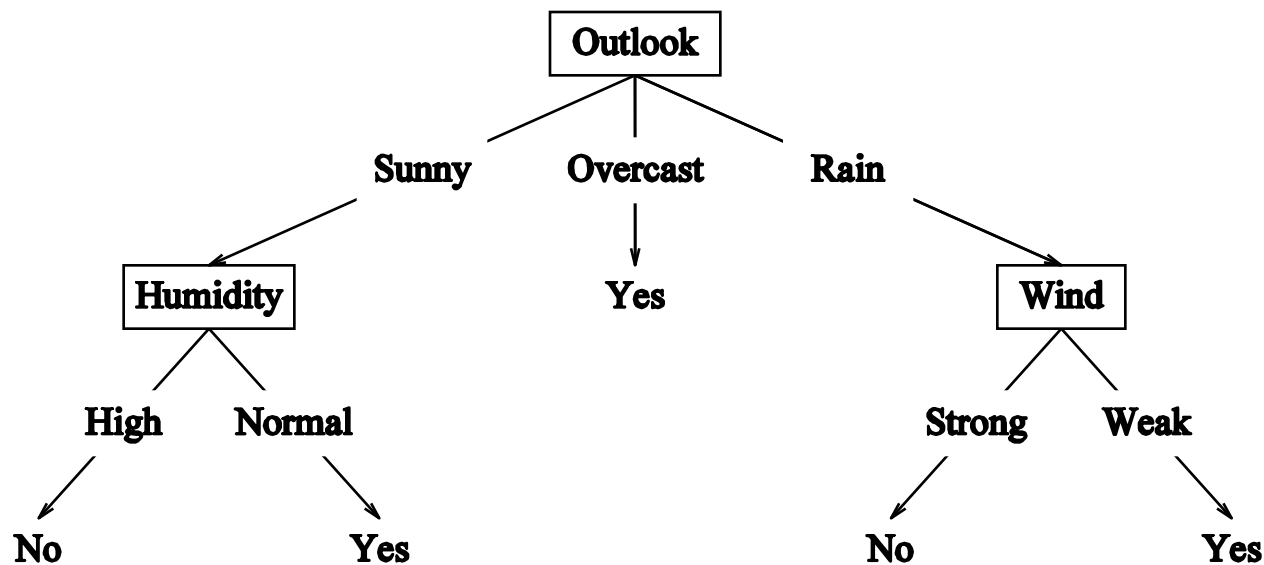 Outlook
Sunny Overcast Rain
Humidity Yes Wind
High Normal Strong Weak
No Yes No Yes